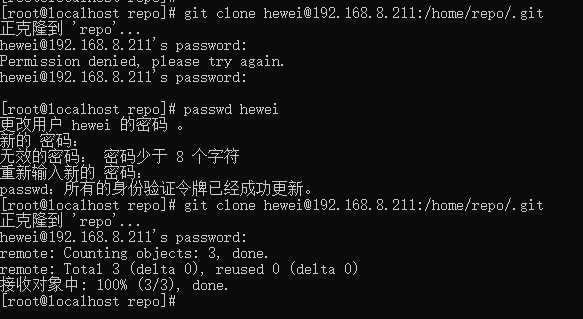 [root@localhost repo]# git clone hewei@192.168.8.211:/home/repo/.git
正克隆到 'repo'...
hewei@192.168.8.211's password:
Permission denied, please try again.
hewei@192.168.8.211's password:
[root@localhost repo]# passwd hewei
更改用户 hewei 的密码 。
新的 密码：
无效的密码： 密码少于 8 个字符
重新输入新的 密码：
passwd：所有的身份验证令牌已经成功更新。
[root@localhost repo]# git clone hewei@192.168.8.211:/home/repo/.git
正克隆到 'repo'...
hewei@192.168.8.211's password:
remote: Counting objects: 3, done.
remote: Total 3 (delta 0), reused 0 (delta 0)
接收对象中: 100% (3/3), done.
[root@localhost repo]#